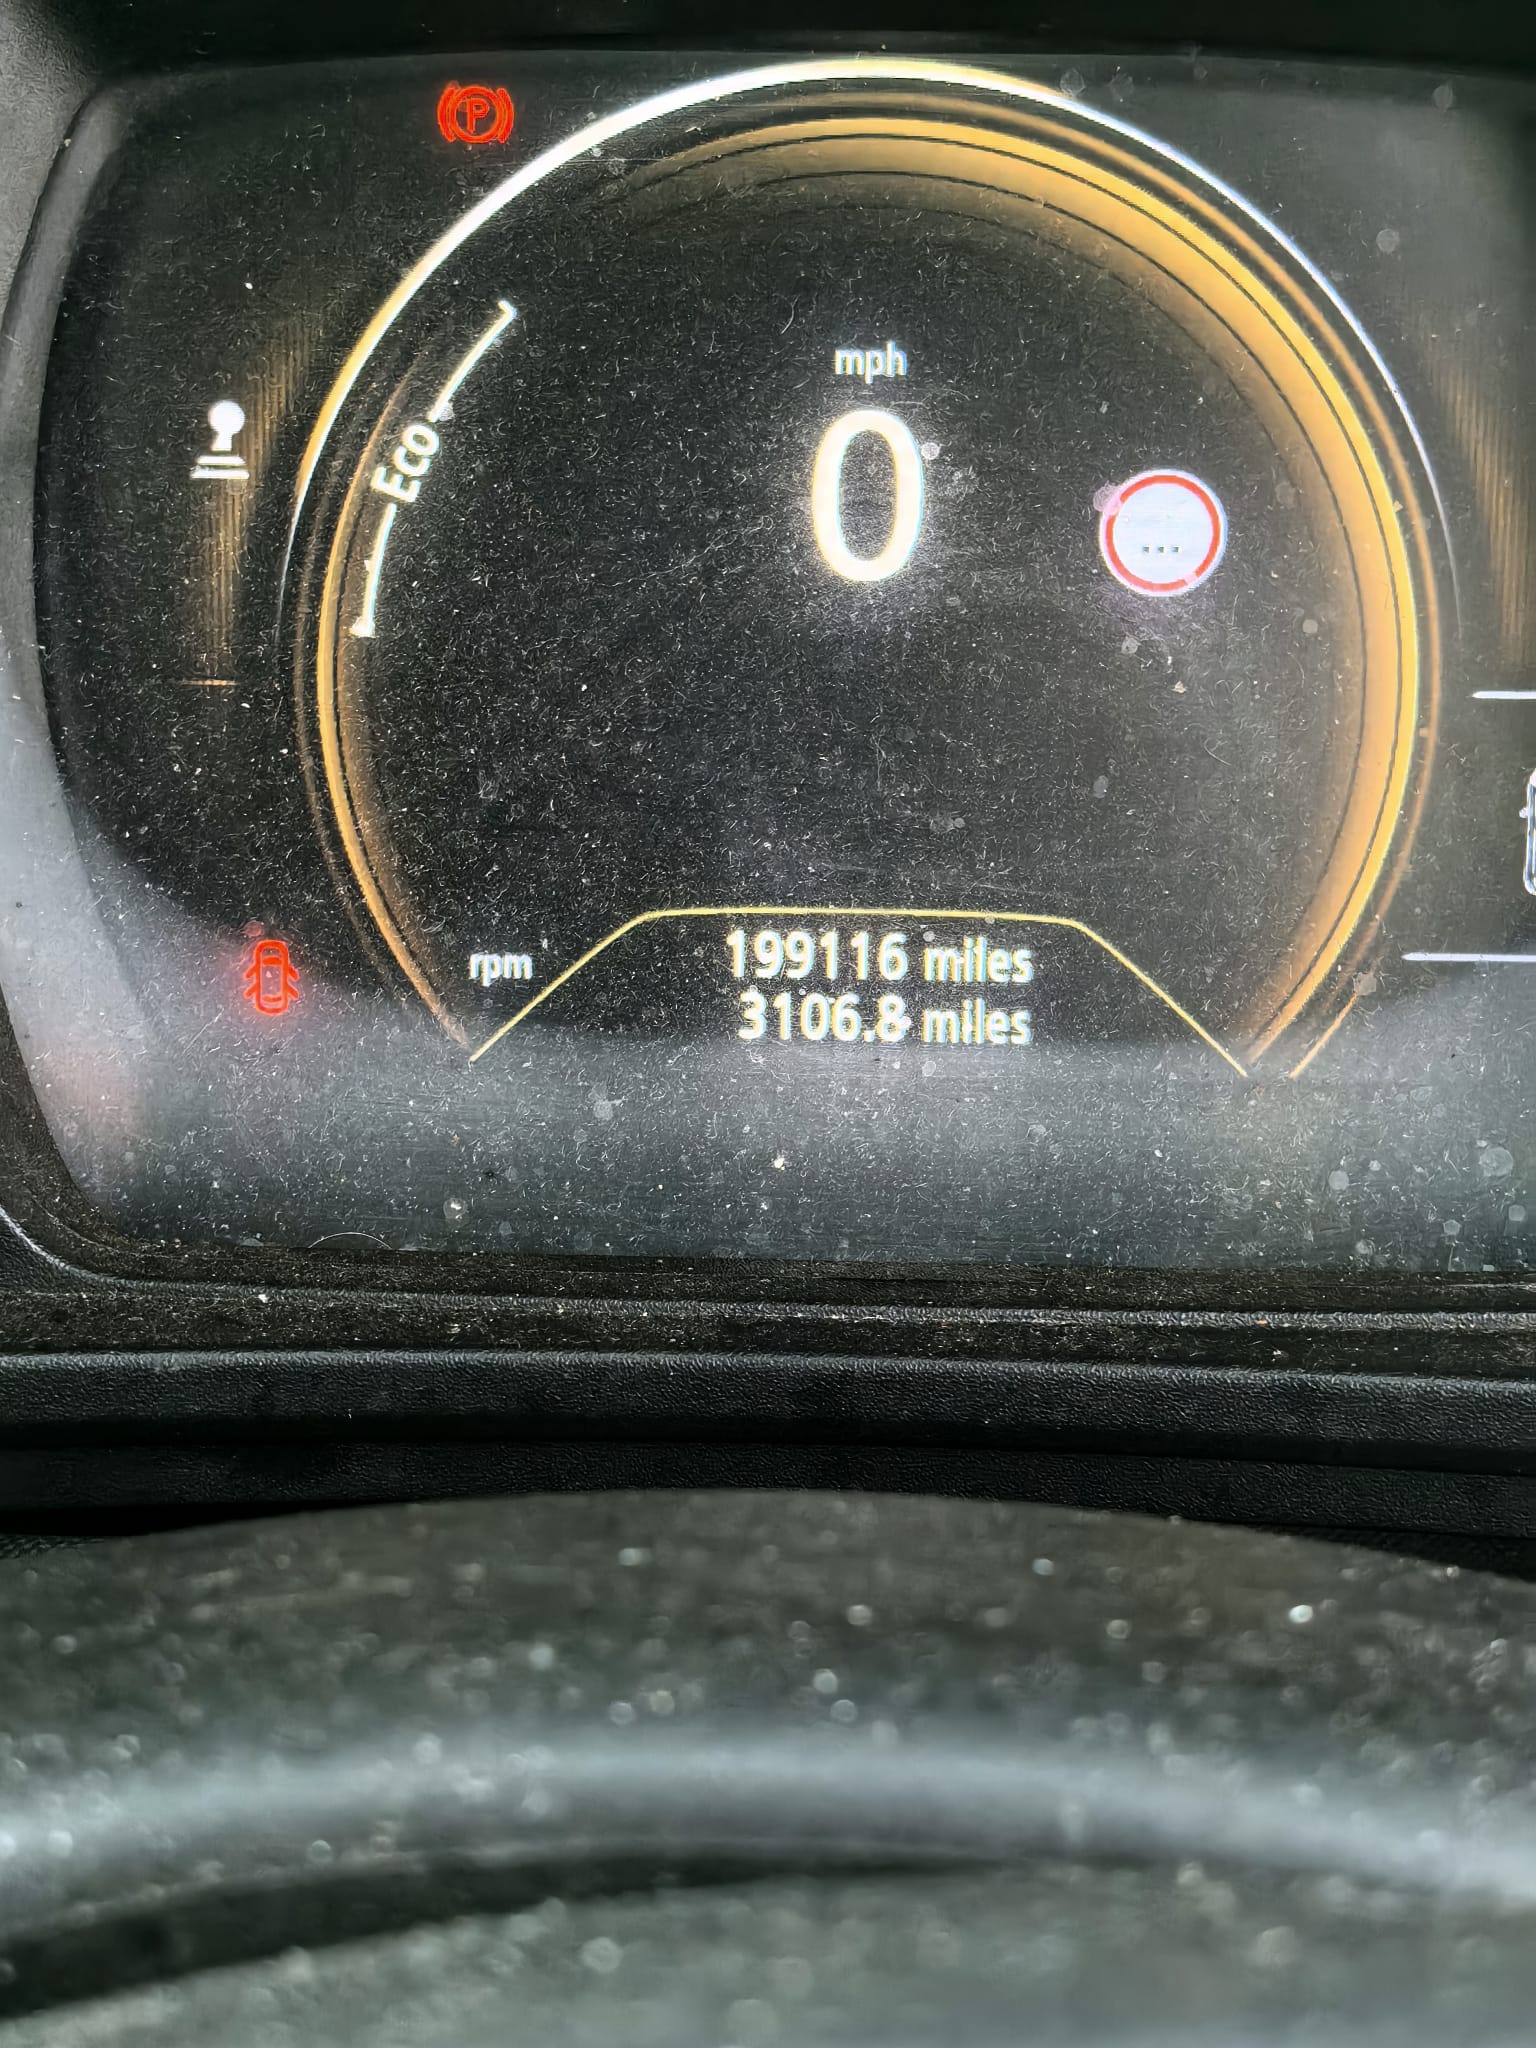 P
mph
0
Eco
...
rpm
199116 miles
3106.8 miles